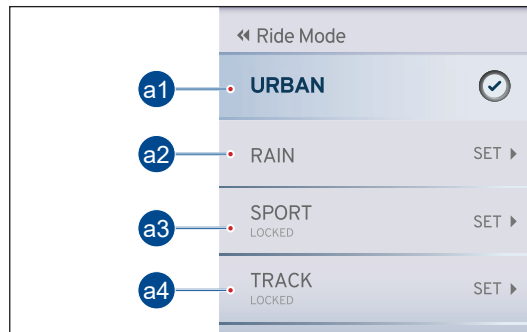 Ride Mode
a1 URBAN
a2 RAIN SET
a3 SPORT SET
LOCKED
a4 TRACK SET
LOCKED